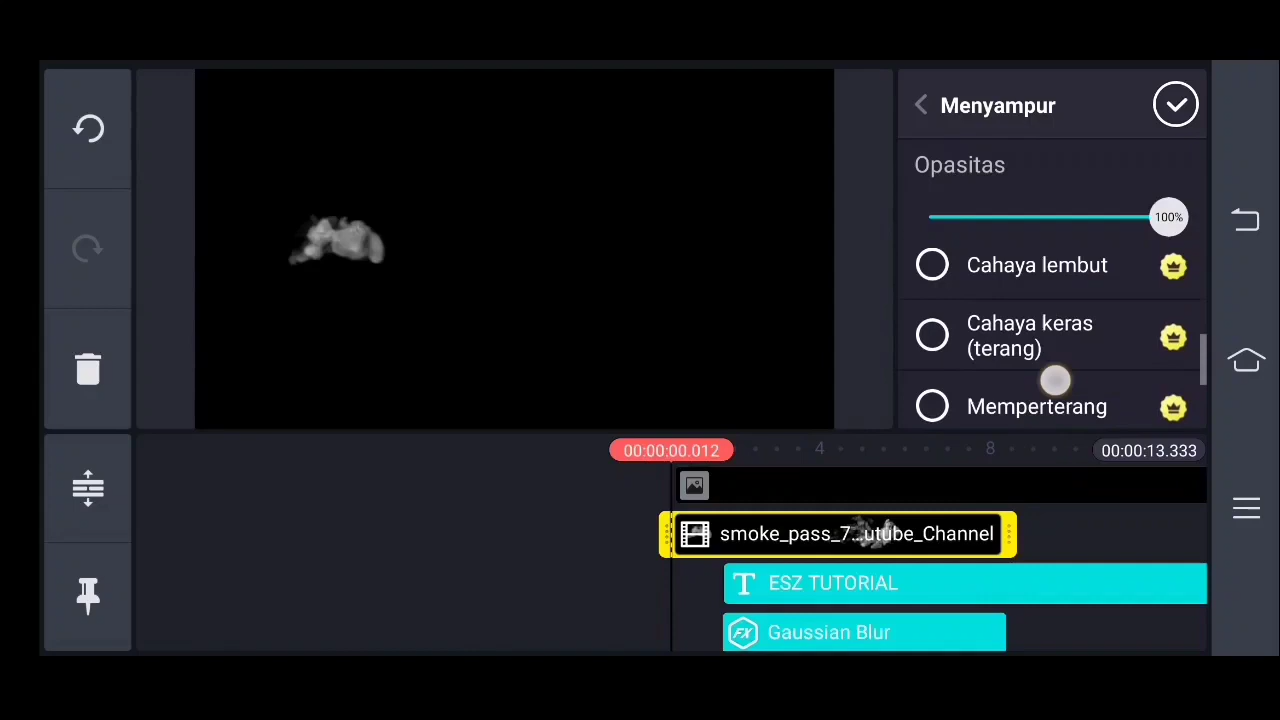 Menyampur
Opasitas
100%
Cahaya lembut
Cahaya keras
(terang)
Memperterang
00:00:00.012
4
8
00:00:13.333
smoke_pass_7...utube_Channel
T ESZ TUTORIAL
FX Gaussian Blur